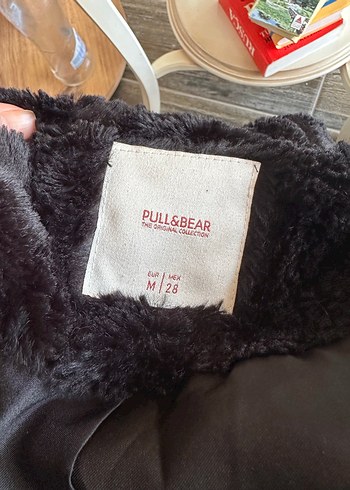 PULL&BEAR
THE ORIGINAL COLLECTION
EUR | MEX
M | 28